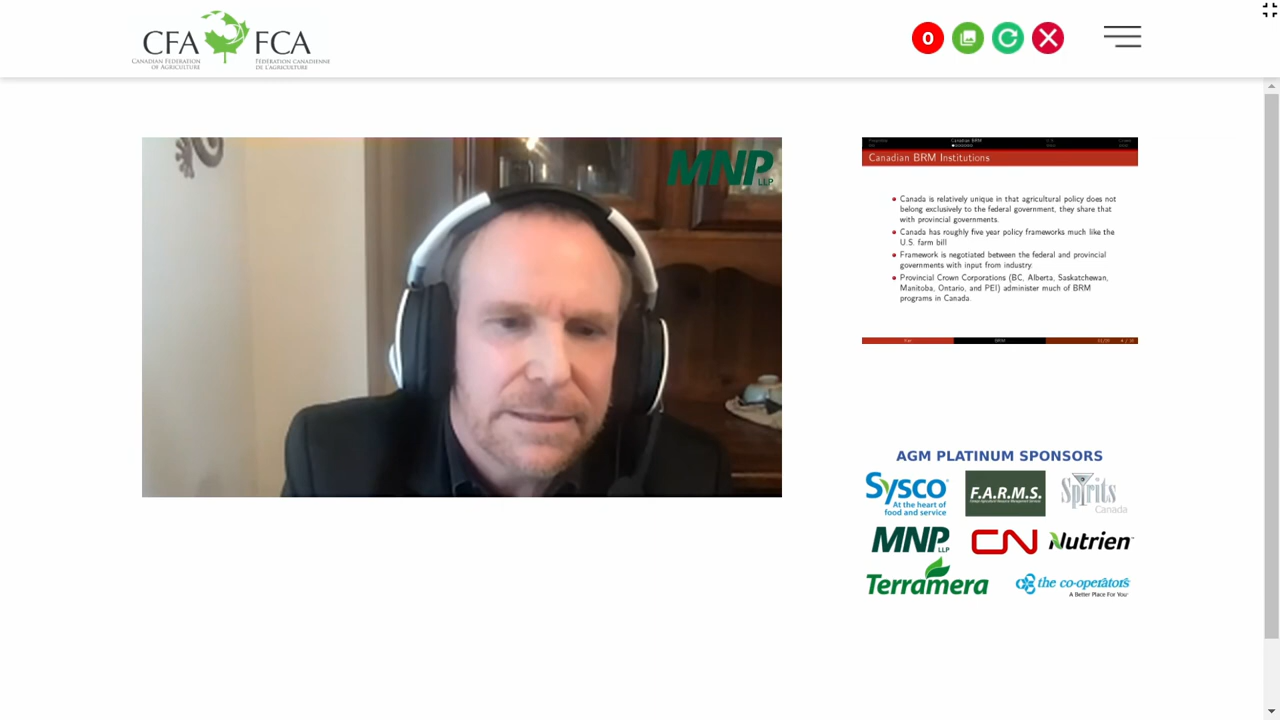 CFA FCA
CANADIAN FEDERATION
OF AGRICULTURE
FÉDÉRATION CANADIENNE
DE L'AGRICULTURE
0
MNP
LLP
Canadian BRM
Canadian BRM Institutions
Canada is relatively unique in that agricultural policy does not
belong exclusively to the federal government, they share that
with provincial governments.
Canada has roughly five year policy frameworks much like the
U.S. farm bill
Framework is negotiated between the federal and provincial
governments with input from industry
Provincial Crown Corporations (BC, Alberta, Saskatchewan,
Manitoba, Ontario, and PEI) administer much of BRM
programs in Canada.
BRM
AGM PLATINUM SPONSORS
Sysco
At the heart of
food and service
F.A.R.M.S.
Spirits
Canada
MNP
LLP
CN
Nutrien
Terramera
the co-operators
A Better Place For You